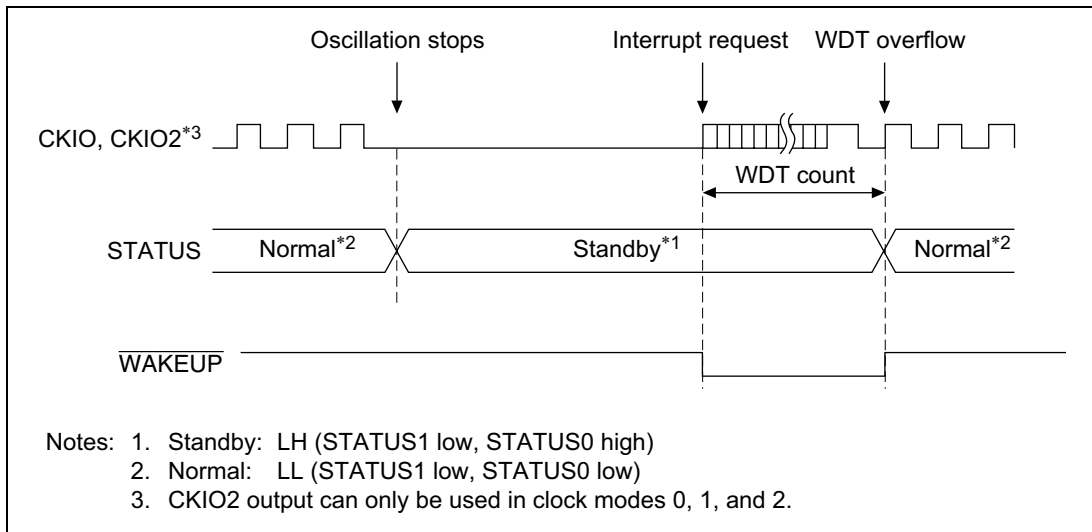 Oscillation stops
Interrupt request
WDT overflow
CKIO, CKIO2*3
WDT count
STATUS
Normal*2
Standby*1
Normal*2
WAKEUP
Notes: 1. Standby: LH (STATUS1 low, STATUS0 high)
2. Normal: LL (STATUS1 low, STATUS0 low)
3. CKIO2 output can only be used in clock modes 0, 1, and 2.